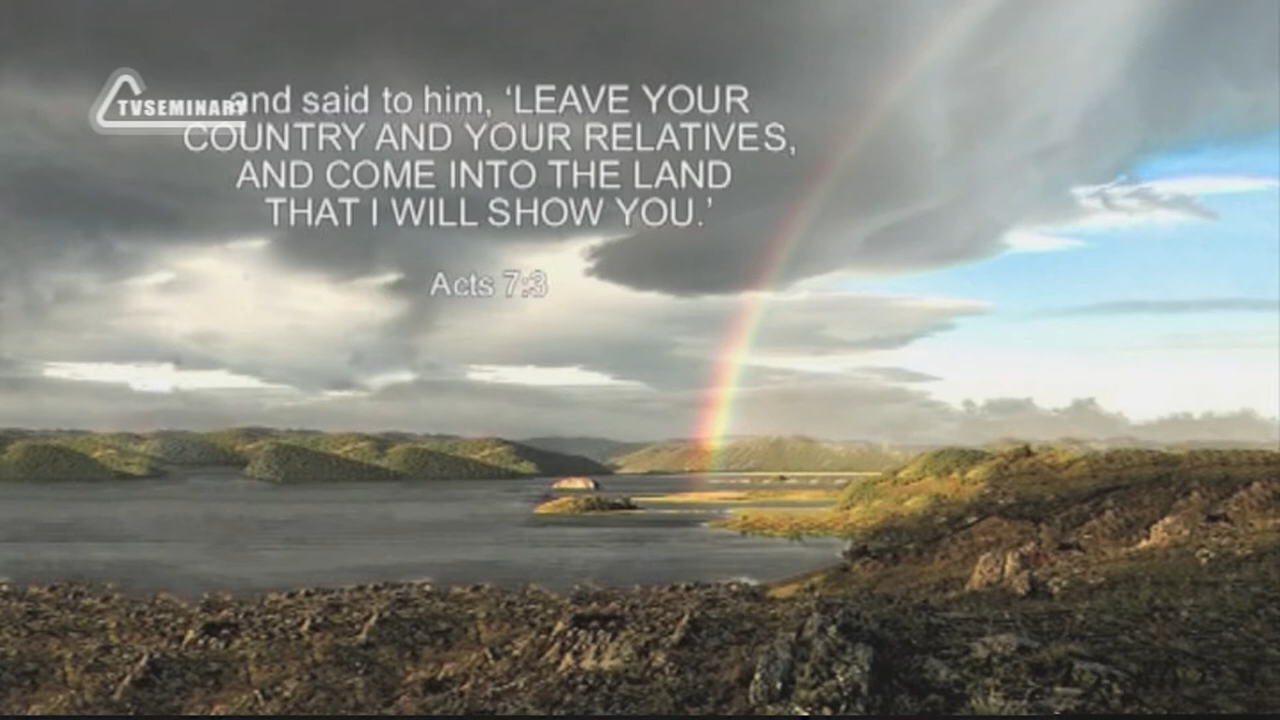 TVSEMINARY
and said to him, ‘LEAVE YOUR
COUNTRY AND YOUR RELATIVES,
AND COME INTO THE LAND
THAT I WILL SHOW YOU.’
Acts 7:3